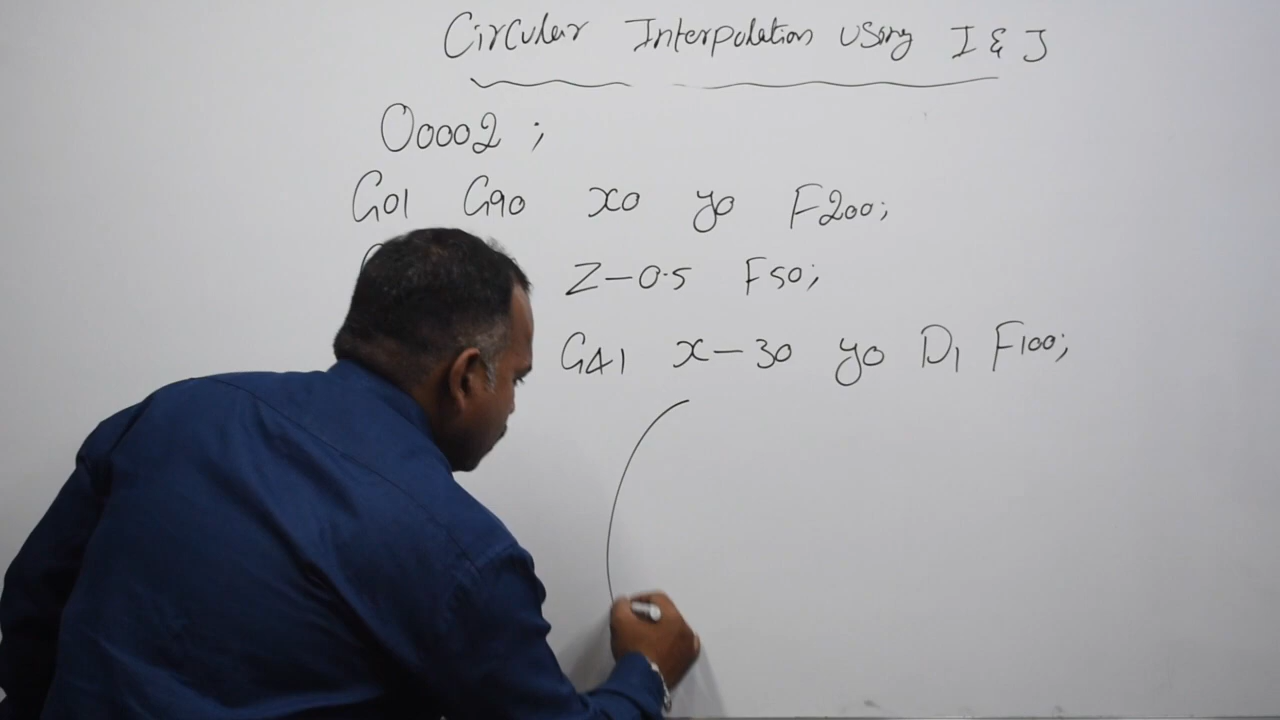 Circular Interpolation using I & J
O0002 ;
G01 G90 x0 y0 F200;
Z-0.5 F50;
G41 x-30 y0 D1 F100;